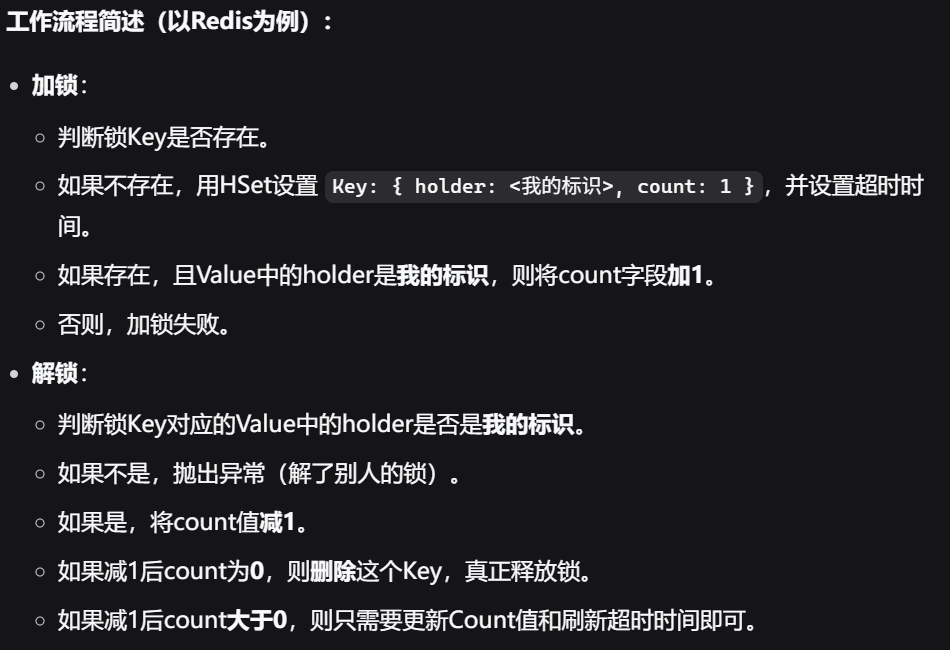 工作流程简述（以Redis为例）：
加锁：
判断锁Key是否存在。
如果不存在，用HSet设置 Key: { holder: <我的标识>, count: 1 }，并设置超时时
间。
如果存在，且Value中的holder是我的标识，则将count字段加1。
否则，加锁失败。
解锁：
判断锁Key对应的Value中的holder是否是我的标识。
如果不是，抛出异常（解了别人的锁）。
如果是，将count值减1。
如果减1后count为0，则删除这个Key，真正释放锁。
如果减1后count大于0，则只需要更新Count值和刷新超时时间即可。